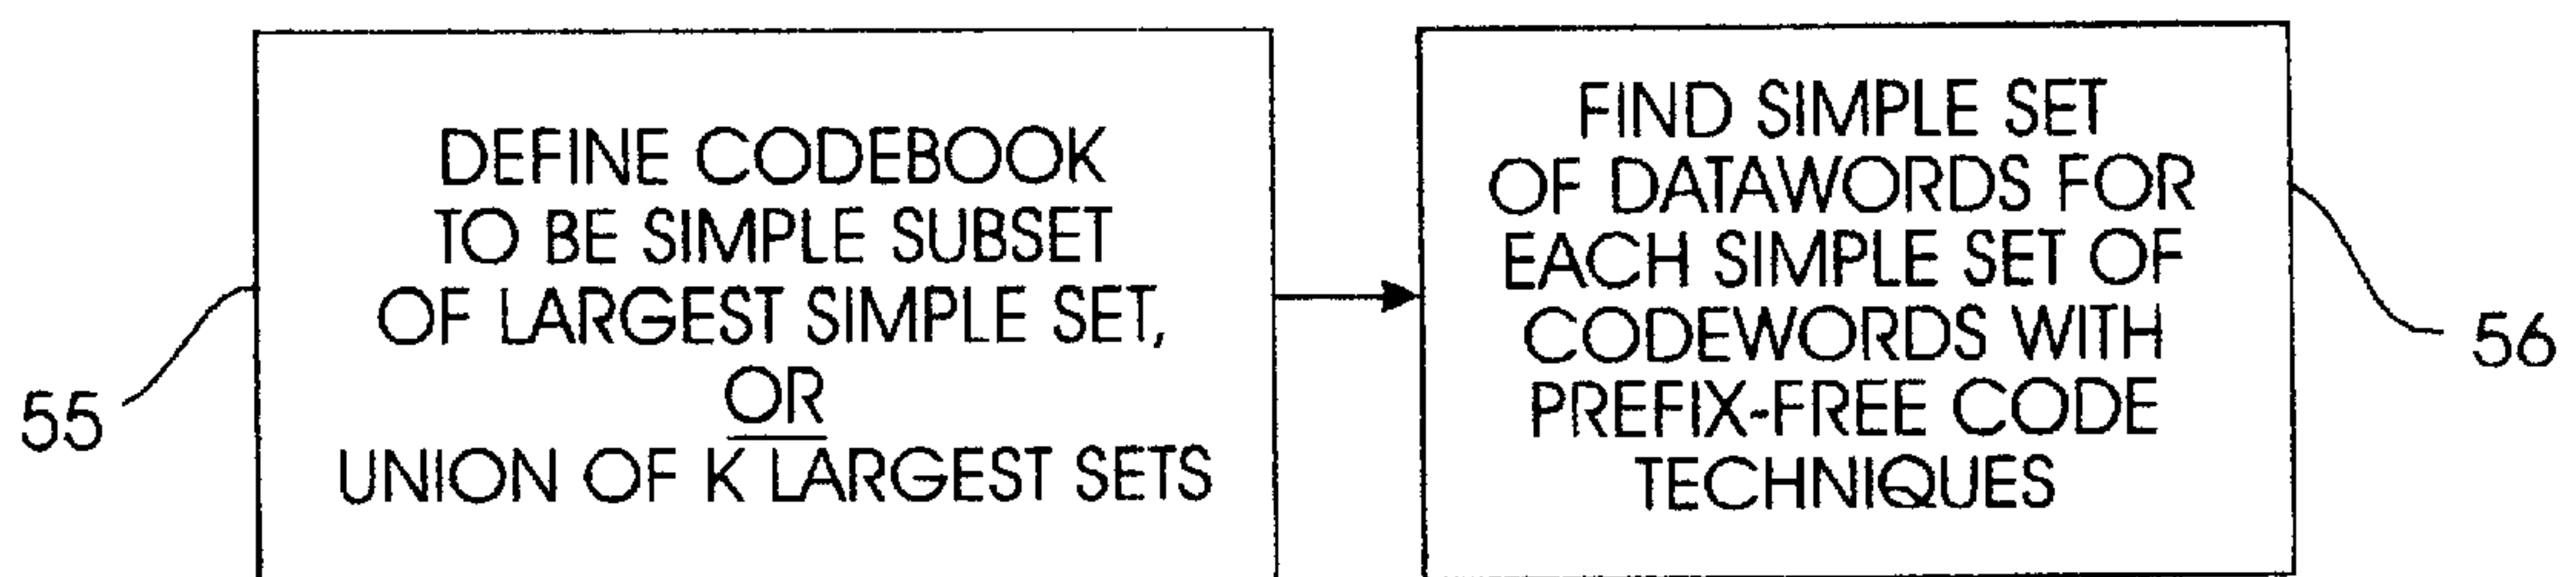 DEFINE CODEBOOK
TO BE SIMPLE SUBSET
OF LARGEST SIMPLE SET,
OR
UNION OF K LARGEST SETS
55
FIND SIMPLE SET
OF DATAWORDS FOR
EACH SIMPLE SET OF
CODEWORDS WITH
PREFIX-FREE CODE
TECHNIQUES
56